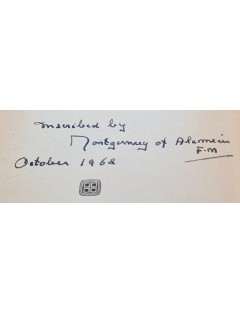 Inscribed by
Montgomery of Alamein
F.M
October 1968